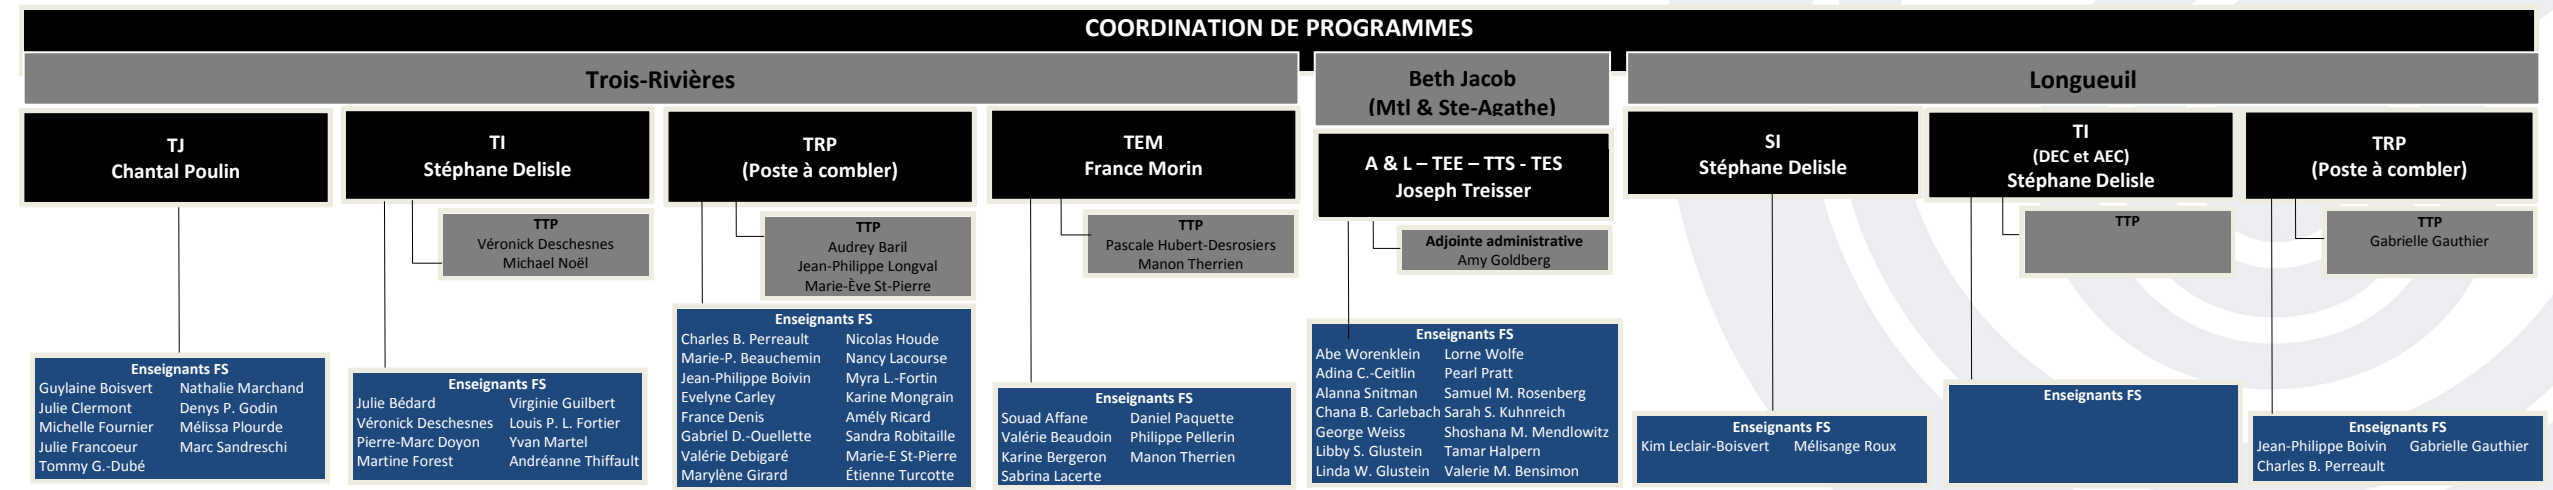 COORDINATION DE PROGRAMMES
Trois-Rivières
TJ
Chantal Poulin
Enseignants FS
Guylaine Boisvert Nathalie Marchand
Julie Clermont Denys P. Godin
Michelle Fournier Mélissa Plourde
Julie Francoeur Marc Sandreschi
Tommy G.-Dubé
TI
Stéphane Delisle
TTP
Véronick Deschesnes
Michael Noël
Enseignants FS
Julie Bédard Virginie Guilbert
Véronick Deschesnes Louis P. L. Fortier
Pierre-Marc Doyon Yvan Martel
Martine Forest Andréanne Thiffault
TRP
(Poste à combler)
TTP
Audrey Baril
Jean-Philippe Longval
Marie-Ève St-Pierre
Enseignants FS
Charles B. Perreault Nicolas Houde
Marie-P. Beauchemin Nancy Lacourse
Jean-Philippe Boivin Myra L.-Fortin
Evelyne Carley Karine Mongrain
France Denis Amély Ricard
Gabriel D.-Ouellette Sandra Robitaille
Valérie Debigaré Marie-E St-Pierre
Marylène Girard Étienne Turcotte
TEM
France Morin
TTP
Pascale Hubert-Desrosiers
Manon Therrien
Enseignants FS
Souad Affane Daniel Paquette
Valérie Beaudoin Philippe Pellerin
Karine Bergeron Manon Therrien
Sabrina Lacerte
Beth Jacob
(Mtl & Ste-Agathe)
A & L – TEE – TTS - TES
Joseph Treisser
Adjointe administrative
Amy Goldberg
Enseignants FS
Abe Worenklein Lorne Wolfe
Adina C.-Ceitlin Pearl Pratt
Alanna Snitman Samuel M. Rosenberg
Chana B. Carlebach Sarah S. Kuhnreich
George Weiss Shoshana M. Mendlowitz
Libby S. Glustein Tamar Halpern
Linda W. Glustein Valerie M. Bensimon
Longueuil
SI
Stéphane Delisle
Enseignants FS
Kim Leclair-Boisvert Mélisange Roux
TI
(DEC et AEC)
Stéphane Delisle
TTP
Enseignants FS
TRP
(Poste à combler)
TTP
Gabrielle Gauthier
Enseignants FS
Jean-Philippe Boivin Gabrielle Gauthier
Charles B. Perreault